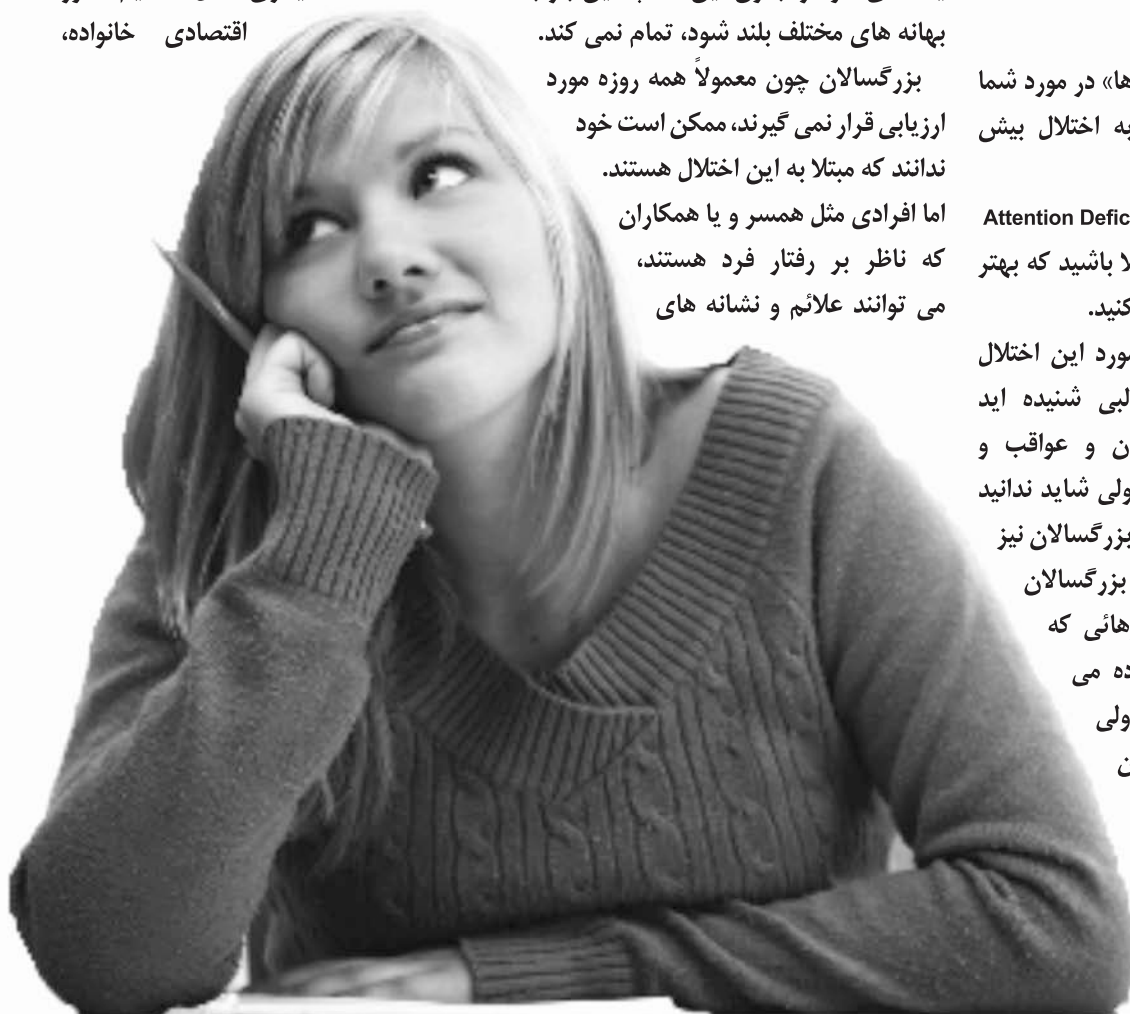 ها» در مورد شما
به اختلال بیش
Attention Defic
لا باشید که بهتر
کنید.
مورد این اختلال
لبی شنیده اید
ن و عواقب و
ولی شاید ندانید
بزرگسالان نیز
بزرگسالان
هائی که
ده می
ولی
ن
بهانه های مختلف بلند شود، تمام نمی کند.
بزرگسالان چون معمولاً همه روزه مورد
ارزیابی قرار نمی گیرند، ممکن است خود
ندانند که مبتلا به این اختلال هستند.
اما افرادی مثل همسر و یا همکاران
که ناظر بر رفتار فرد هستند،
می توانند علائم و نشانه های
اقتصادی خانواده،